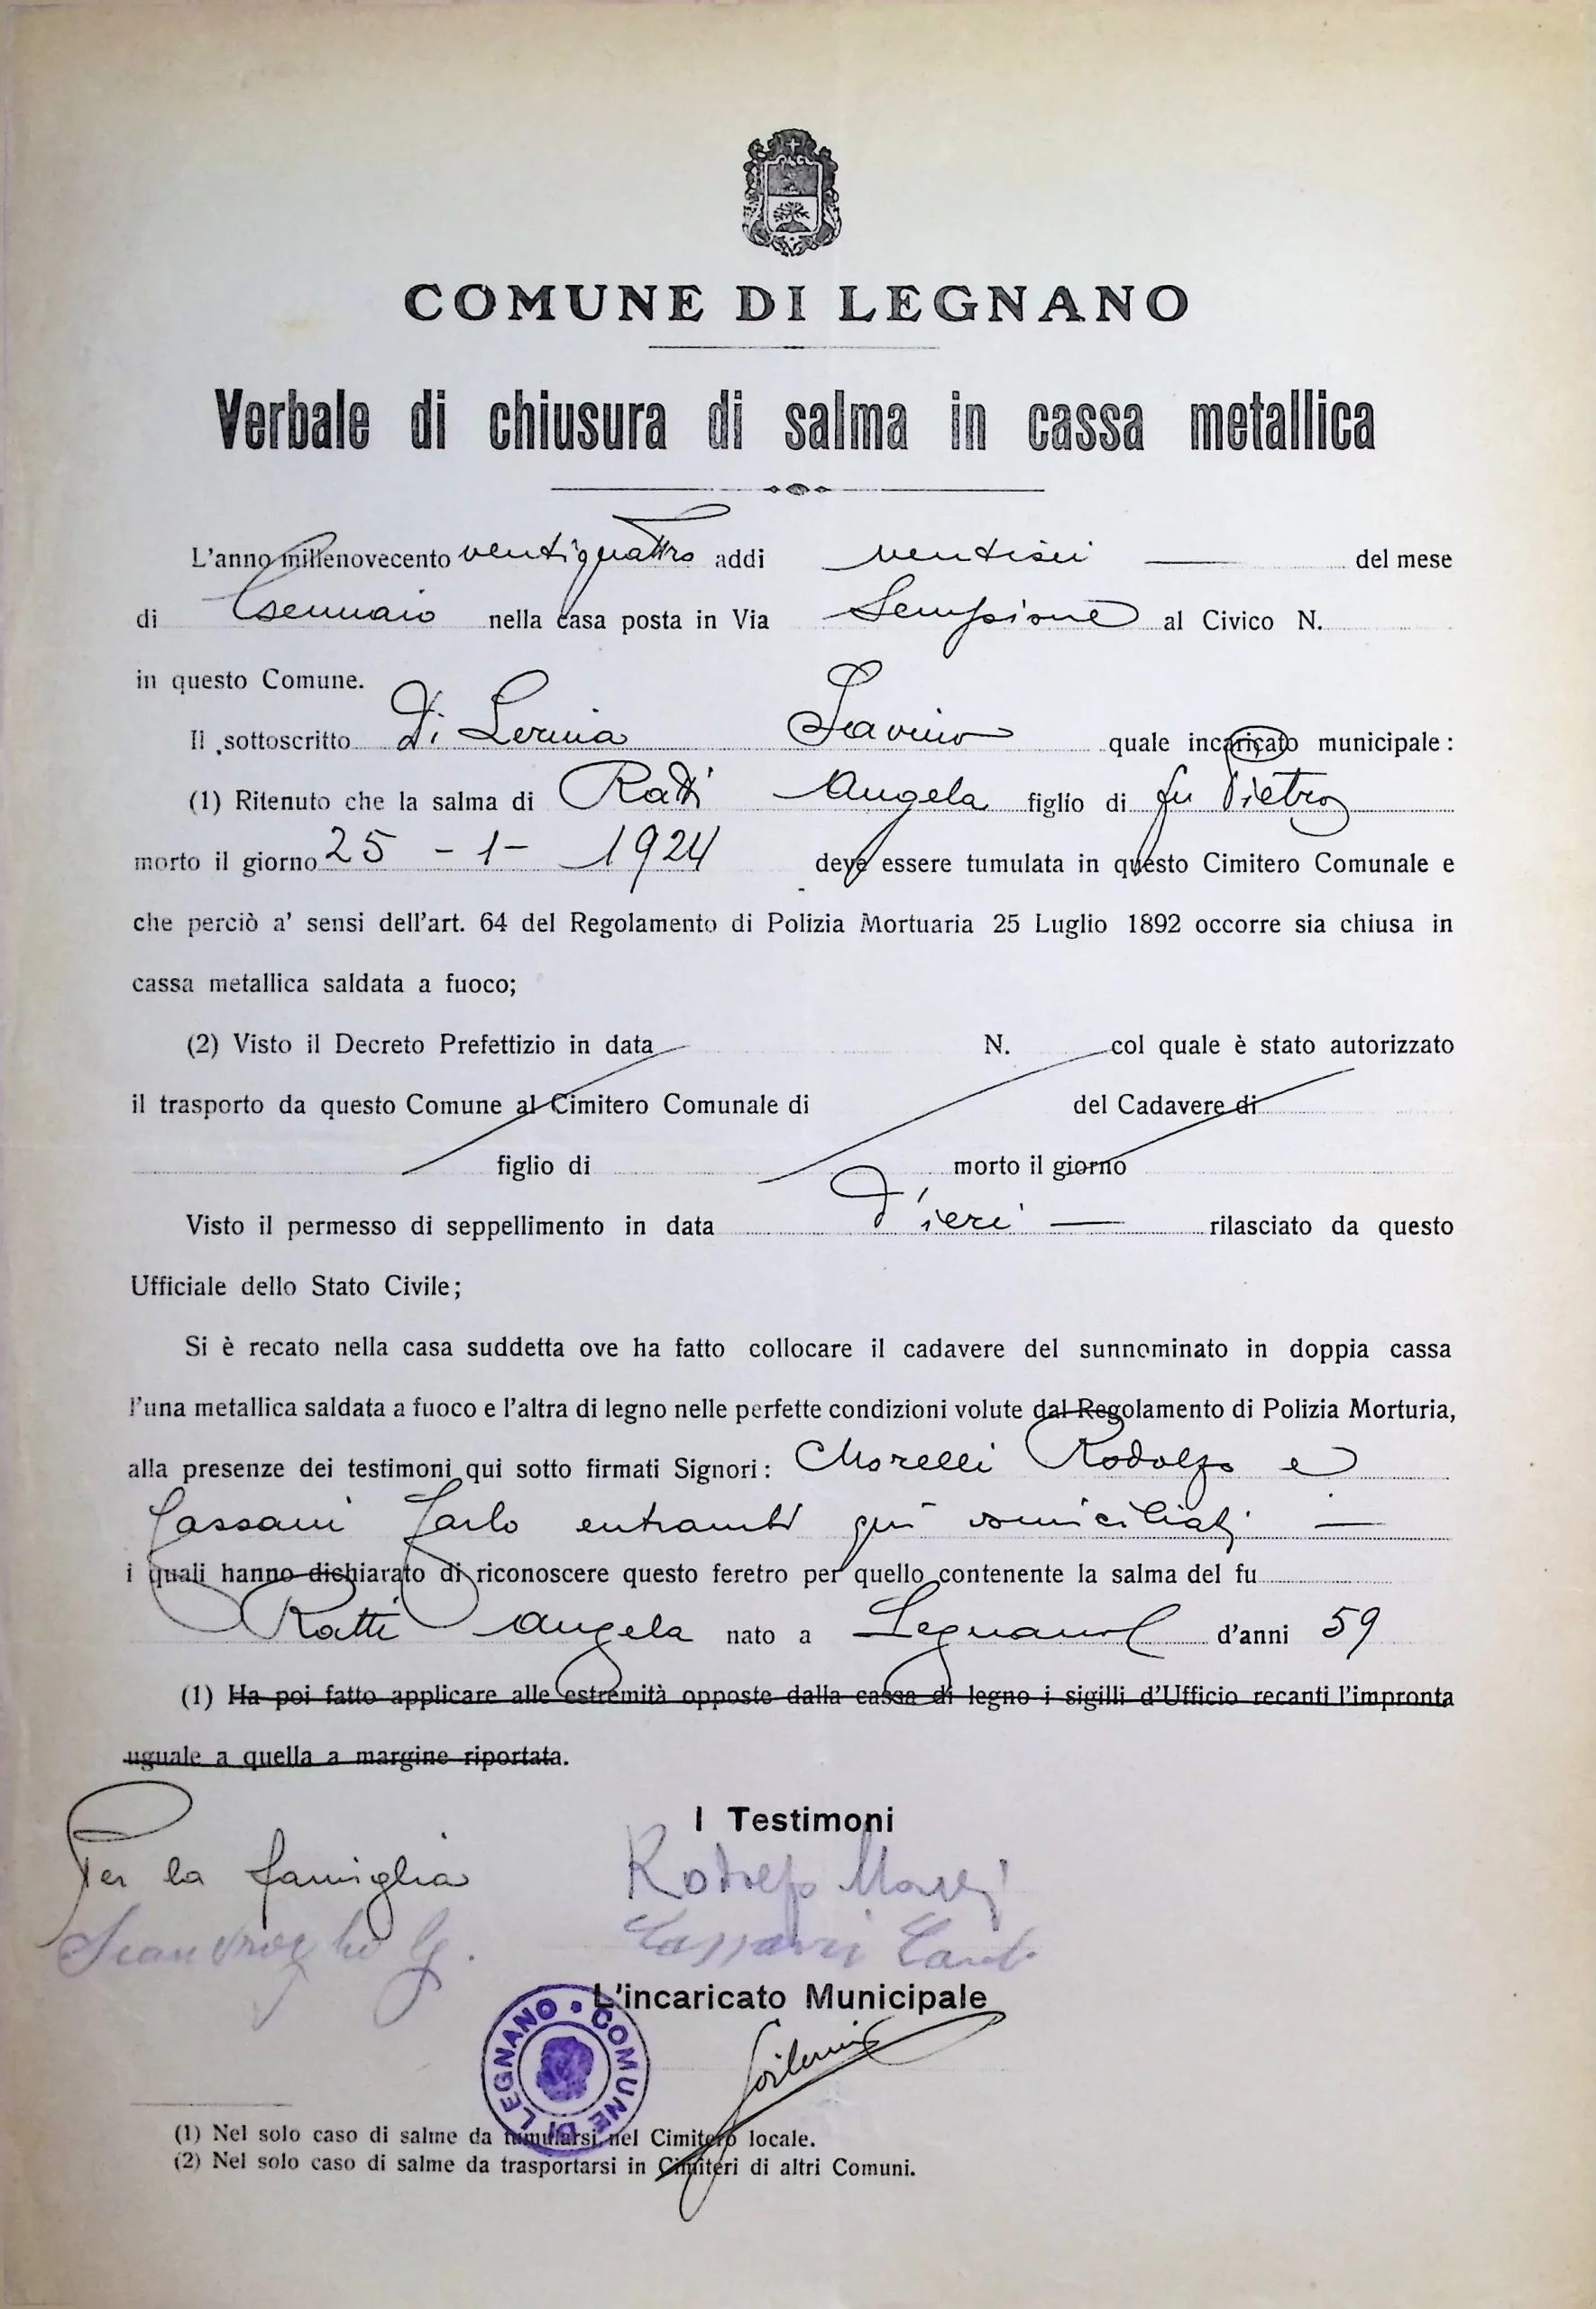 COMUNE DI LEGNANO
Verbale di chiusura di salma in cassa metallica
L'anno millenovecento ventiquattro addi ventisei del mese
di Gennaio nella casa posta in Via Sempione al Civico N.
in questo Comune.
Il sottoscritto Di Lernia Savino quale incaricato municipale:
(1) Ritenuto che la salma di Ratti Angela figlio di fu Pietro
morto il giorno 25 - 1 - 1924 deve essere tumulata in questo Cimitero Comunale e
che perciò a' sensi dell'art. 64 del Regolamento di Polizia Mortuaria 25 Luglio 1892 occorre sia chiusa in
cassa metallica saldata a fuoco;
(2) Visto il Decreto Prefettizio in data N. col quale è stato autorizzato
il trasporto da questo Comune al Cimitero Comunale di del Cadavere di
figlio di morto il giorno
Visto il permesso di seppellimento in data d'ieri rilasciato da questo
Ufficiale dello Stato Civile;
Si è recato nella casa suddetta ove ha fatto collocare il cadavere del sunnominato in doppia cassa
l'una metallica saldata a fuoco e l'altra di legno nelle perfette condizioni volute dal Regolamento di Polizia Morturia,
alla presenze dei testimoni qui sotto firmati Signori: Morelli Rodolfo e
Cassani Carlo entrambi qui domiciliati
i quali hanno dichiarato di riconoscere questo feretro per quello contenente la salma del fu
Ratti Angela nato a Legnano d'anni 59
(1) Ha poi fatto applicare alle estremità opposte dalla cassa di legno i sigilli d'Ufficio recanti l'impronta
uguale a quella a margine riportata.
I Testimoni
Per la famiglia Rodolfo Morelli
Cassani Carlo
L'incaricato Municipale
COMUNE DI LEGNANO
(1) Nel solo caso di salme da tumularsi nel Cimitero locale.
(2) Nel solo caso di salme da trasportarsi in Cimiteri di altri Comuni.